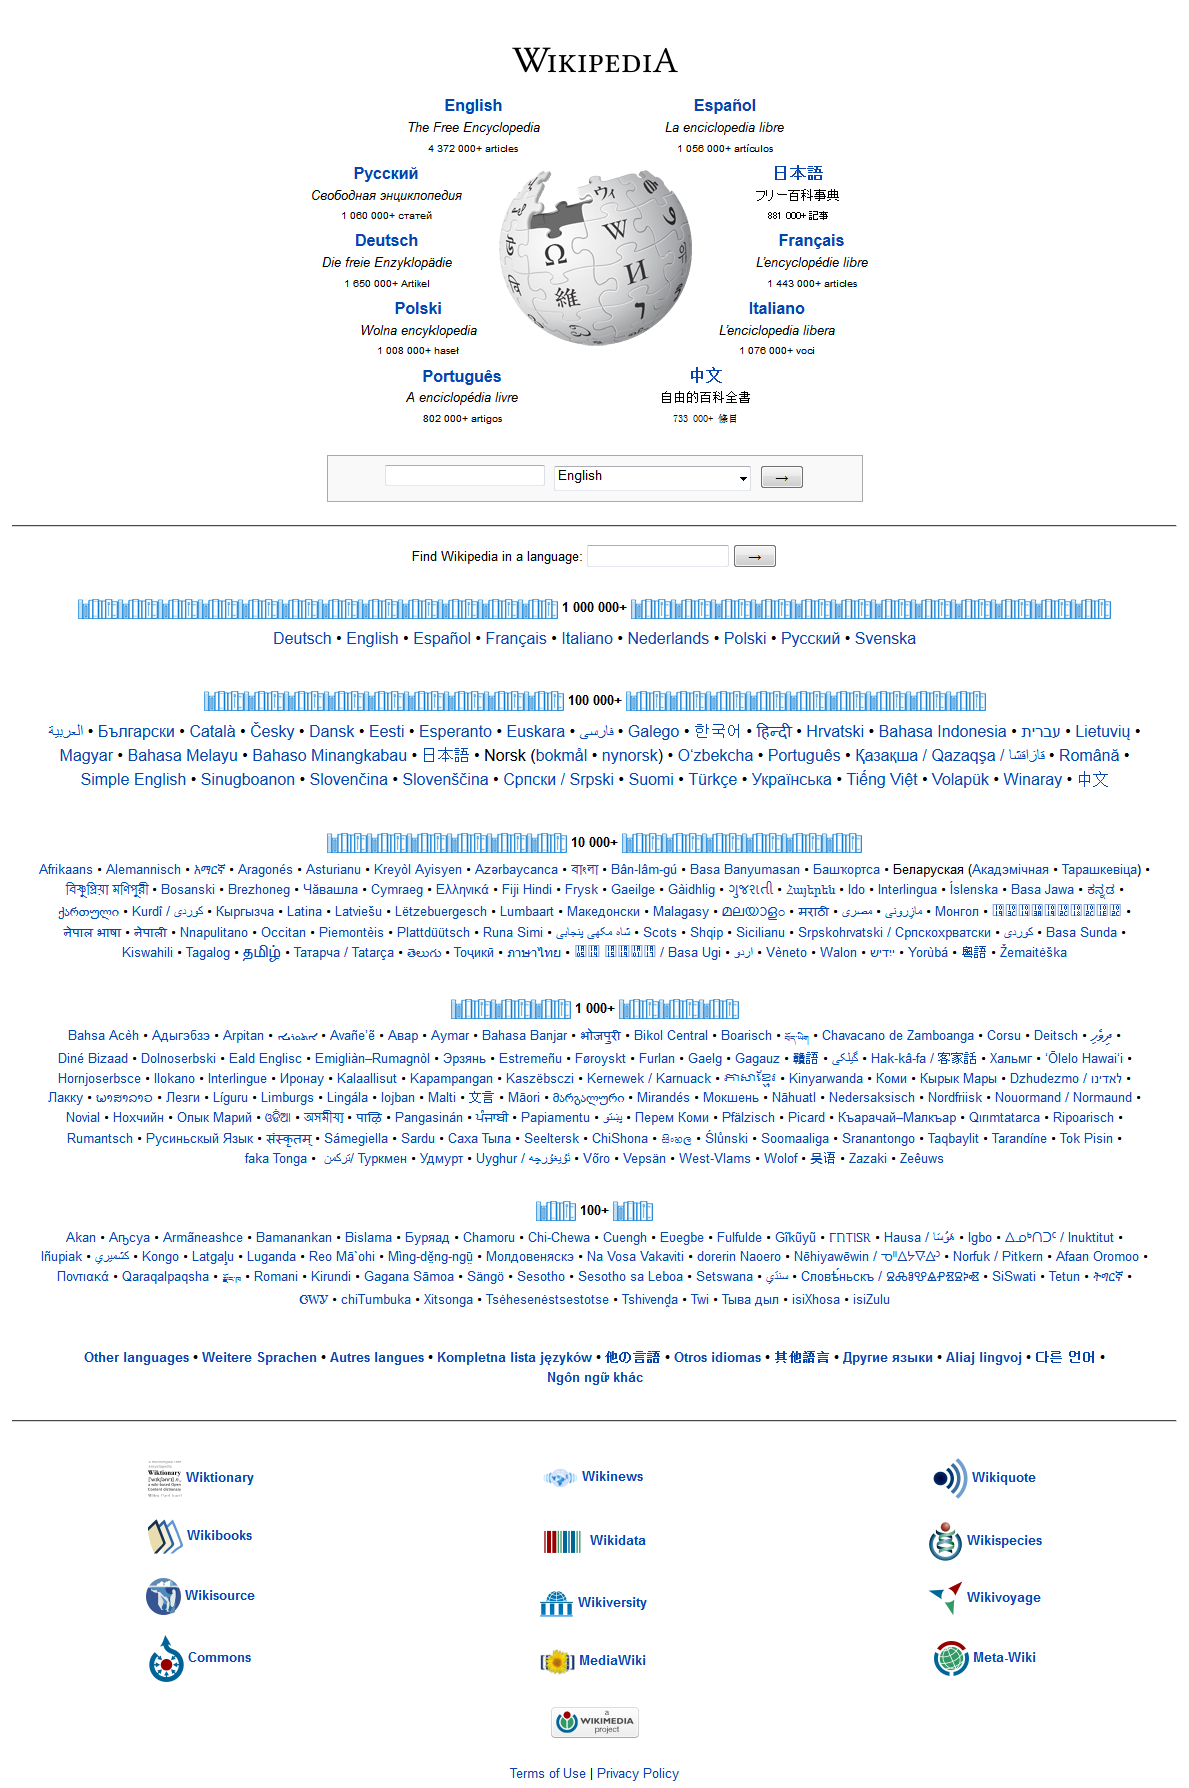 WIKIPEDIA
English Español
The Free Encyclopedia La enciclopedia libre
4 372 000+ articles 1 056 000+ artículos
Русский 日本語
Свободная энциклопедия フリー百科事典
1 060 000+ статей 881 000+ 記事
Deutsch Français
Die freie Enzyklopädie L’encyclopédie libre
1 650 000+ Artikel 1 443 000+ articles
Polski Italiano
Wolna encyklopedia L’enciclopedia libera
1 008 000+ haseł 1 076 000+ voci
Português 中文
A enciclopédia livre 自由的百科全書
802 000+ artigos 733 000+ 條目
English →
Find Wikipedia in a language: →
1 000 000+
Deutsch • English • Español • Français • Italiano • Nederlands • Polski • Русский • Svenska
100 000+
العربية • Български • Català • Česky • Dansk • Eesti • Esperanto • Euskara • فارسی • Galego • 한국어 • हिन्दी • Hrvatski • Bahasa Indonesia • עברית • Lietuvių •
Magyar • Bahasa Melayu • Bahaso Minangkabau • 日本語 • Norsk (bokmål • nynorsk) • Oʻzbekcha • Português • Қазақша / Qazaqşa / قازاقشا • Română •
Simple English • Sinugboanon • Slovenčina • Slovenščina • Српски / Srpski • Suomi • Türkçe • Українська • Tiếng Việt • Volapük • Winaray • 中文
10 000+
Afrikaans • Alemannisch • አማርኛ • Aragonés • Asturianu • Kreyòl Ayisyen • Azərbaycanca • বাংলা • Bân-lâm-gú • Basa Banyumasan • Башҡортса • Беларуская (Акадэмічная • Тарашкевіца) •
বিষ্ণুপ্রিয়া মণিপুরী • Bosanski • Brezhoneg • Чӑвашла • Cymraeg • Ελληνικά • Fiji Hindi • Frysk • Gaeilge • Gàidhlig • ગુજરાતી • Հայերեն • Ido • Interlingua • Íslenska • Basa Jawa • ಕನ್ನಡ •
ქართული • Kurdî / كوردی • Кыргызча • Latina • Latviešu • Lëtzebuergesch • Lumbaart • Македонски • Malagasy • മലയാളം • मराठी • مصرى • مازِرونی • Монгол •
नेपाल भाषा • नेपाली • Nnapulitano • Occitan • Piemontèis • Plattdüütsch • Runa Simi • شاہ مکھی پنجابی • Scots • Shqip • Sicilianu • Srpskohrvatski / Српскохрватски • کوردی • Basa Sunda •
Kiswahili • Tagalog • தமிழ் • Татарча / Tatarça • తెలుగు • Тоҷикӣ • ภาษาไทย • / Basa Ugi • اردو • Vèneto • Walon • ייִדיש • Yorùbá • 粵語 • Žemaitėška
1 000+
Bahsa Acèh • Адыгэбзэ • Arpitan • ܐܬܘܪܝܐ • Avañe’ẽ • Авар • Aymar • Bahasa Banjar • भोजपुरी • Bikol Central • Boarisch • བོད་ཡིག • Chavacano de Zamboanga • Corsu • Deitsch • ދިވެހި •
Diné Bizaad • Dolnoserbski • Eald Englisc • Emigliàn–Rumagnòl • Эрзянь • Estremeñu • Føroyskt • Furlan • Gaelg • Gagauz • 贛語 • گیلکی • Hak-kâ-fa / 客家話 • Хальмг • ʻŌlelo Hawaiʻi •
Hornjoserbsce • Ilokano • Interlingue • Иронау • Kalaallisut • Kapampangan • Kaszëbsczi • Kernewek / Karnuack • ភាសាខ្មែរ • Kinyarwanda • Коми • Кырык Мары • Dzhudezmo / לאדינו •
Лакку • ພາສາລາວ • Лезги • Líguru • Limburgs • Lingála • lojban • Malti • 文言 • Māori • მარგალური • Mirandés • Мокшень • Nāhuatl • Nedersaksisch • Nordfriisk • Nouormand / Normaund •
Novial • Нохчийн • Олык Марий • ଓଡ଼ିଆ • অসমীয়া • पाऴि • Pangasinán • ਪੰਜਾਬੀ • Papiamentu • پښتو • Перем Коми • Pfälzisch • Picard • Къарачай–Малкъар • Qırımtatarca • Ripoarisch •
Rumantsch • Русиньскый Язык • संस्कृतम् • Sámegiella • Sardu • Саха Тыла • Seeltersk • ChiShona • සිංහල • Ślůnski • Soomaaliga • Sranantongo • Taqbaylit • Tarandíne • Tok Pisin •
faka Tonga • تركمن / Туркмен • Удмурт • Uyghur / ئۇيغۇرچه • Võro • Vepsän • West-Vlams • Wolof • 吴语 • Zazaki • Zeêuws
100+
Akan • Аҧсуа • Armãneashce • Bamanankan • Bislama • Буряад • Chamoru • Chi-Chewa • Cuengh • Eʋegbe • Fulfulde • Gĩkũyũ • 𐌲𐌿𐍄𐌹𐍃𐌺 • Hausa / هَوُسَا • Igbo • ᐃᓄᒃᑎᑐᑦ / Inuktitut •
Iñupiak • كشميري • Kongo • Latgaļu • Luganda • Reo Mā`ohi • Mìng-dĕ̤ng-ngṳ̄ • Молдовеняскэ • Na Vosa Vakaviti • dorerin Naoero • Nēhiyawēwin / ᓀᐦᐃᔭᐍᐏᐣ • Norfuk / Pitkern • Afaan Oromoo •
Ποντιακά • Qaraqalpaqsha • རྫོང་ཁ • Romani • Kirundi • Gagana Sāmoa • Sängö • Sesotho • Sesotho sa Leboa • Setswana • سنڌي • Словѣ́ньскъ / ⰔⰎⰑⰂⰡⰐⰠⰔⰍⰟ • SiSwati • Tetun • ትግርኛ •
ᏣᎳᎩ • chiTumbuka • Xitsonga • Tsėhesenėstsestotse • Tshivenḓa • Twi • Тыва дыл • isiXhosa • isiZulu
Other languages • Weitere Sprachen • Autres langues • Kompletna lista języków • 他の言語 • Otros idiomas • 其他語言 • Другие языки • Aliaj lingvoj • 다른 언어 •
Ngôn ngữ khác
Wiktionary Wikinews Wikiquote
Wikibooks Wikidata Wikispecies
Wikisource Wikiversity Wikivoyage
Commons MediaWiki Meta-Wiki
a WIKIMEDIA project
Terms of Use | Privacy Policy